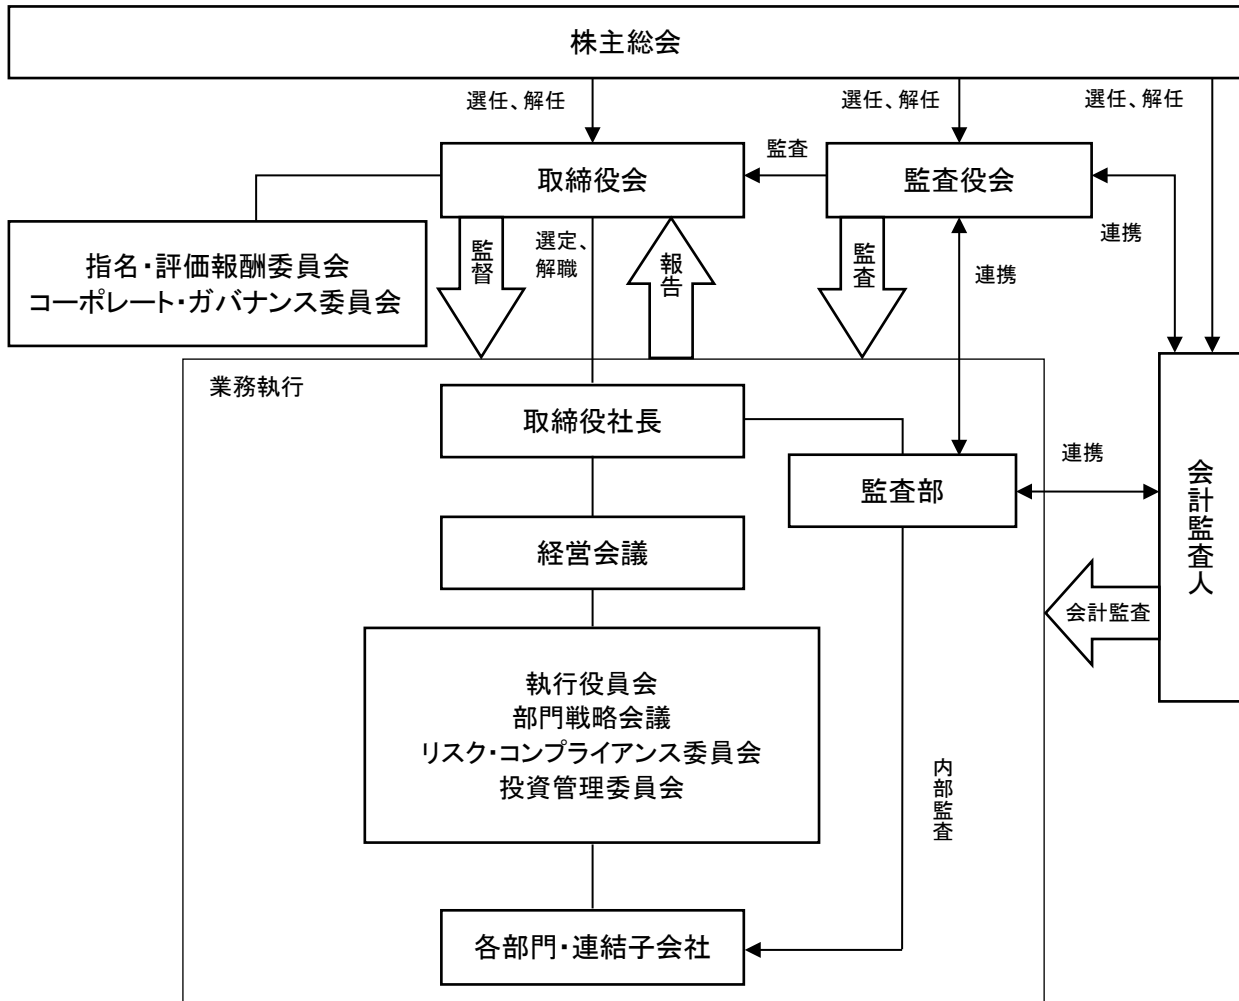 株主総会
選任、解任
選任、解任
選任、解任
取締役会
監査
監査役会
連携
指名・評価報酬委員会
コーポレート・ガバナンス委員会
監督
選定、
解職
報告
監査
連携
業務執行
取締役社長
監査部
連携
会計監査人
経営会議
会計監査
執行役員会
部門戦略会議
リスク・コンプライアンス委員会
投資管理委員会
内部監査
各部門・連結子会社